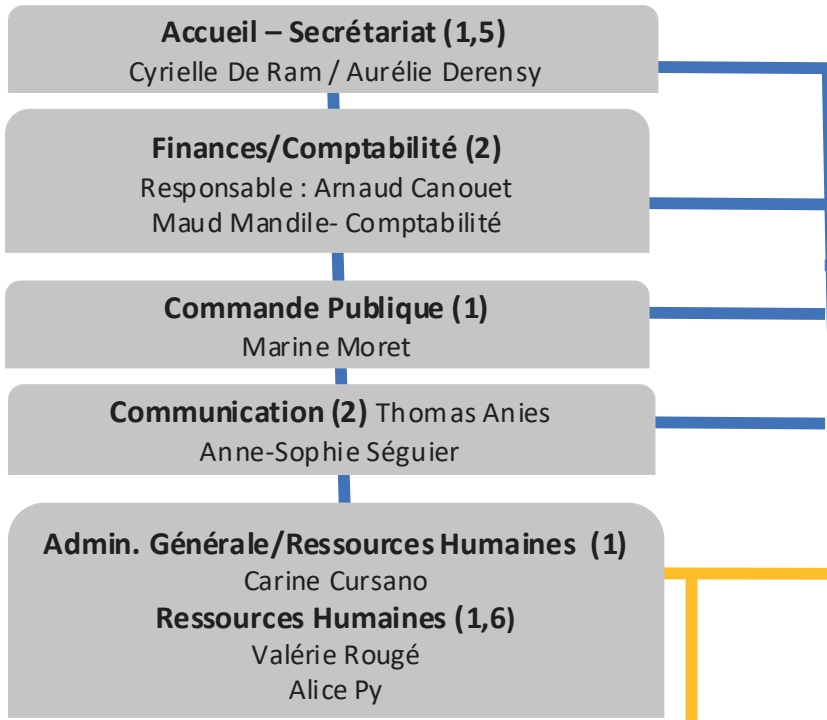 Accueil – Secrétariat (1,5)
Cyrielle De Ram / Aurélie Derensy
Finances/Comptabilité (2)
Responsable : Arnaud Canouet
Maud Mandile- Comptabilité
Commande Publique (1)
Marine Moret
Communication (2) Thomas Anies
Anne-Sophie Séguier
Admin. Générale/Ressources Humaines (1)
Carine Cursano
Ressources Humaines (1,6)
Valérie Rougé
Alice Py